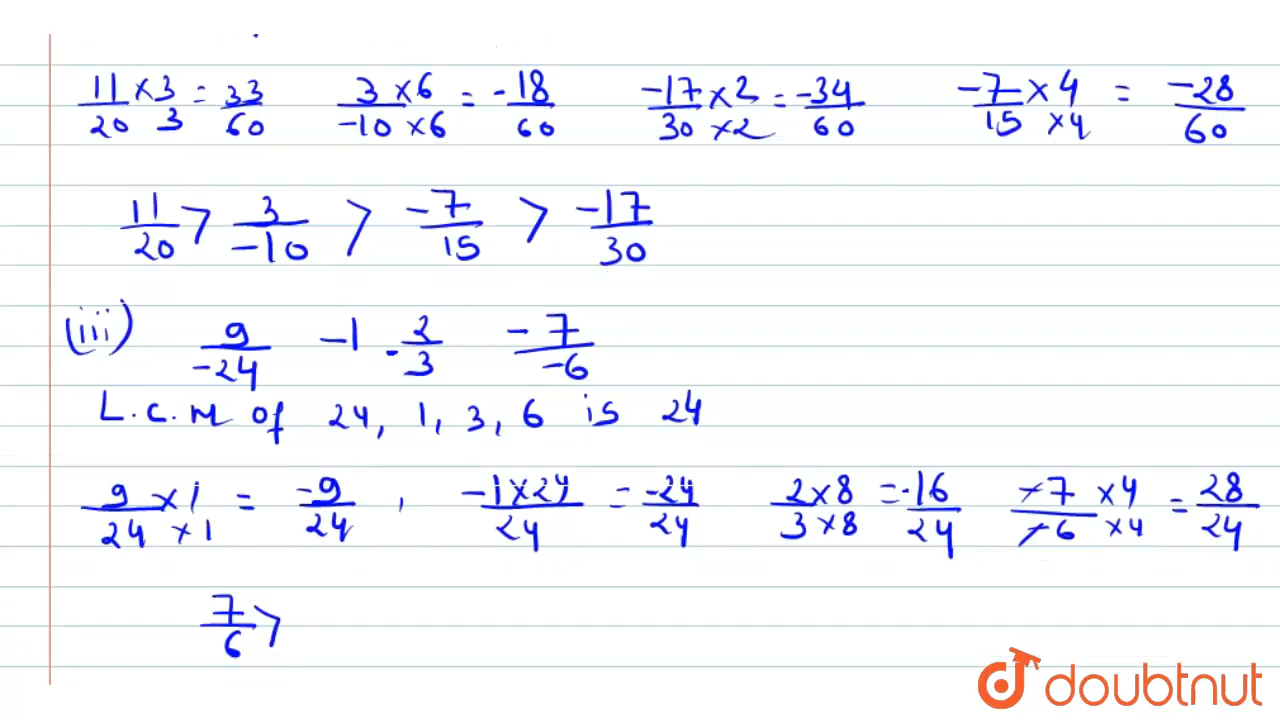 11/20 ×3/3 = 33/60   3/-10 ×6/×6 = -18/60   -17/30 ×2/×2 = -34/60   -7/15 ×4/×4 = -28/60
11/20 > 3/-10 > -7/15 > -17/30
(iii) 9/-24   -1   -2/3   -7/-6
L.C.M of 24, 1, 3, 6 is 24
9/24 ×1/×1 = -9/24 , -1×24/24 = -24/24   2×8/3×8 = -16/24   -7/-6 ×4/×4 = 28/24
7/6 >
doubtnut